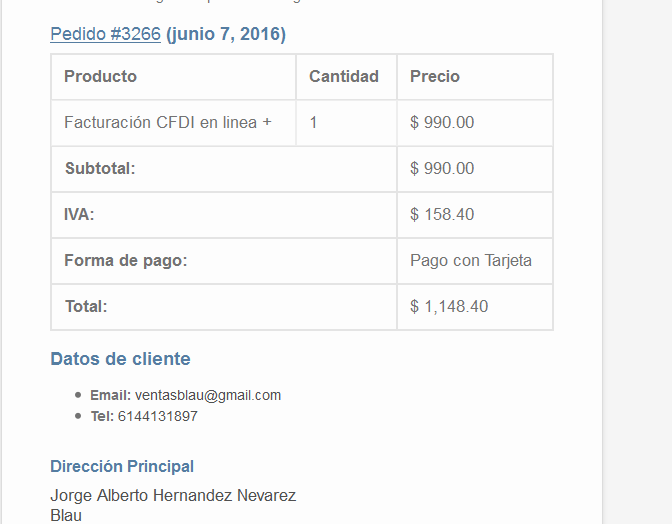 Pedido #3266 (junio 7, 2016)
Producto Cantidad Precio
Facturación CFDI en linea + 1 $ 990.00
Subtotal: $ 990.00
IVA: $ 158.40
Forma de pago: Pago con Tarjeta
Total: $ 1,148.40
Datos de cliente
Email: ventasblau@gmail.com
Tel: 6144131897
Dirección Principal
Jorge Alberto Hernandez Nevarez
Blau